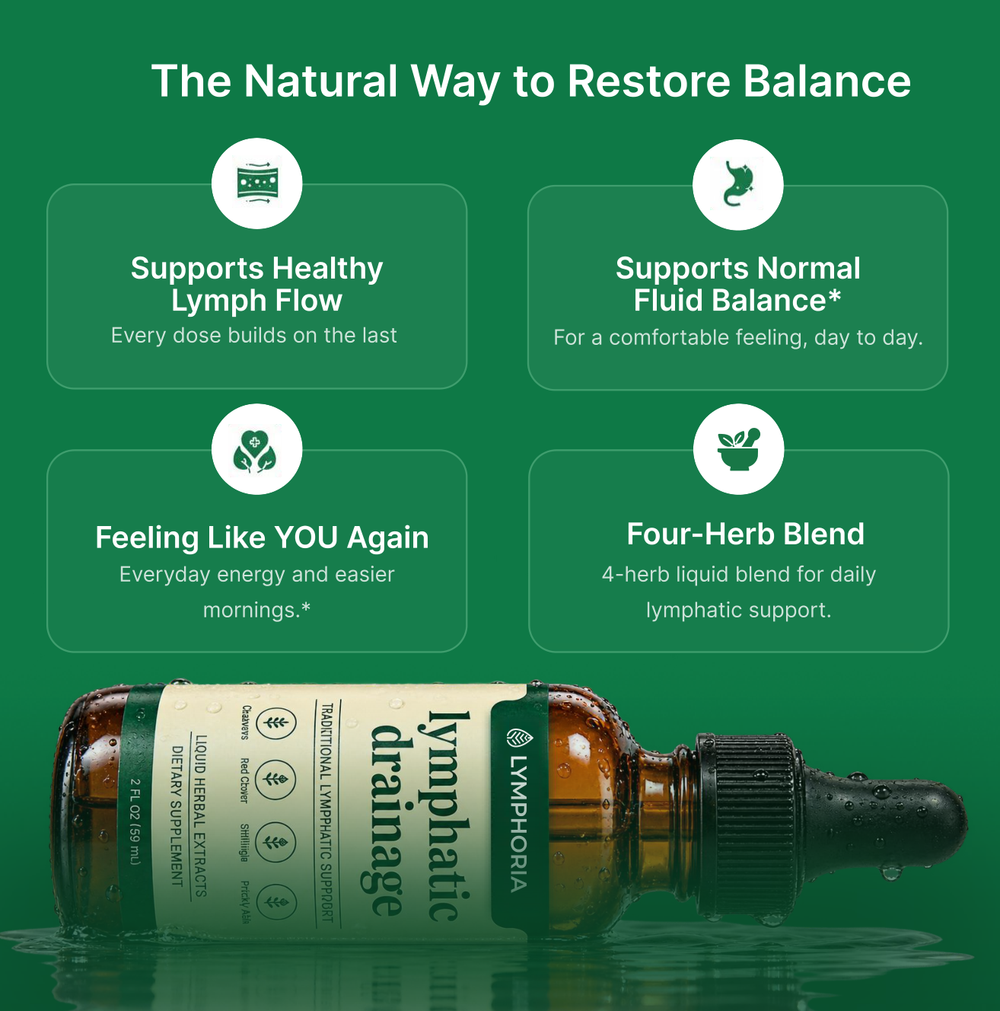 The Natural Way to Restore Balance
Supports Healthy
Lymph Flow
Every dose builds on the last
Supports Normal
Fluid Balance*
For a comfortable feeling, day to day.
Feeling Like YOU Again
Everyday energy and easier
mornings.*
Four-Herb Blend
4-herb liquid blend for daily
lymphatic support.
LYMPHORIA
lymphatic
drainage
TRADITIONAL LYMPPHATIC SUPPORT
Red Clover
Prickly Ash
LIQUID HERBAL EXTRACTS
DIETARY SUPPLEMENT
2 FL OZ (59 mL)